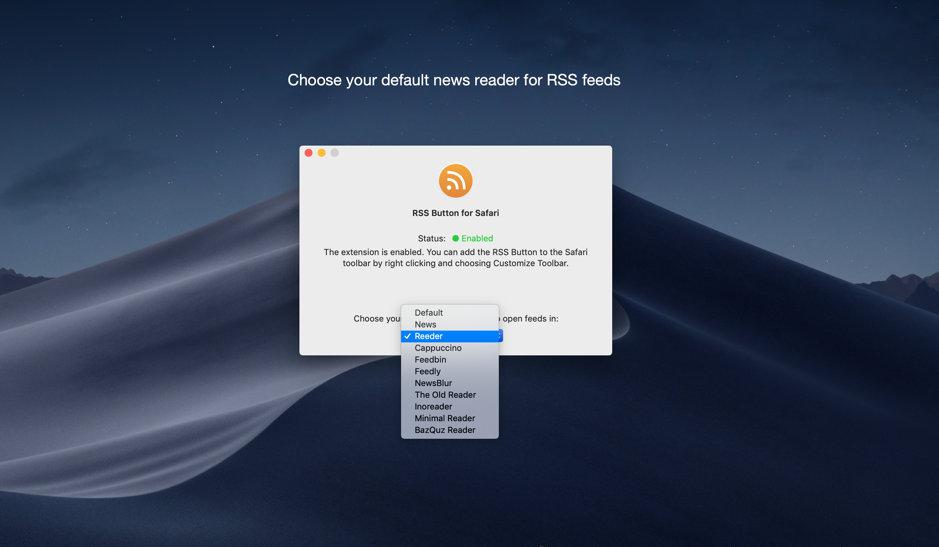 Choose your default news reader for RSS feeds
RSS Button for Safari
Status: Enabled
The extension is enabled. You can add the RSS Button to the Safari
toolbar by right clicking and choosing Customize Toolbar.
Choose you open feeds in:
Default
News
✓ Reeder
Cappuccino
Feedbin
Feedly
NewsBlur
The Old Reader
Inoreader
Minimal Reader
BazQuz Reader